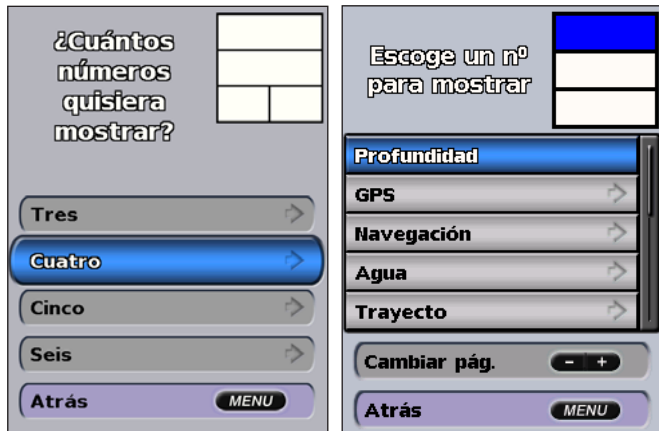 ¿Cuántos
números
quisiera
mostrar?
Tres
Cuatro
Cinco
Seis
Atrás MENU
Escoge un nº
para mostrar
Profundidad
GPS
Navegación
Agua
Trayecto
Cambiar pág. - +
Atrás MENU